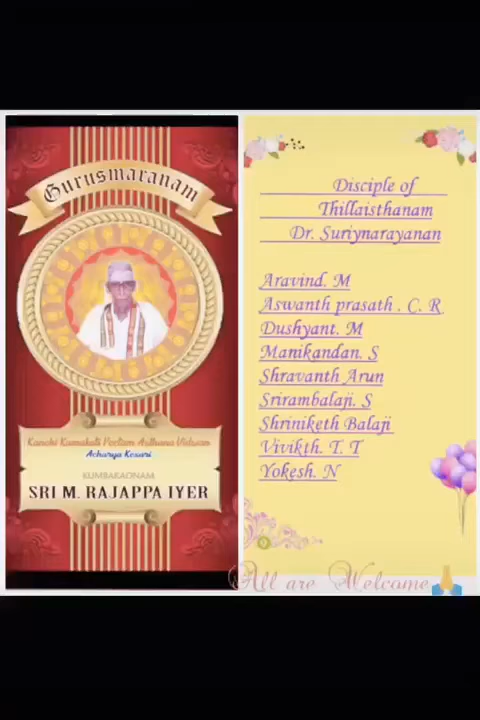 Gurusmaranam
Kanchi Kamakoti Peetam Asthana Vidwan
Acharya Kesari
KUMBAKAONAM
SRI M. RAJAPPA IYER
Disciple of
Thillaisthanam
Dr. Suriynarayanan
Aravind. M
Aswanth prasath . C. R
Dushyant. M
Manikandan. S
Shravanth Arun
Srirambalaji. S
Shriniketh Balaji
Vivikth. T. T
Yokesh. N
All are Welcome🙏